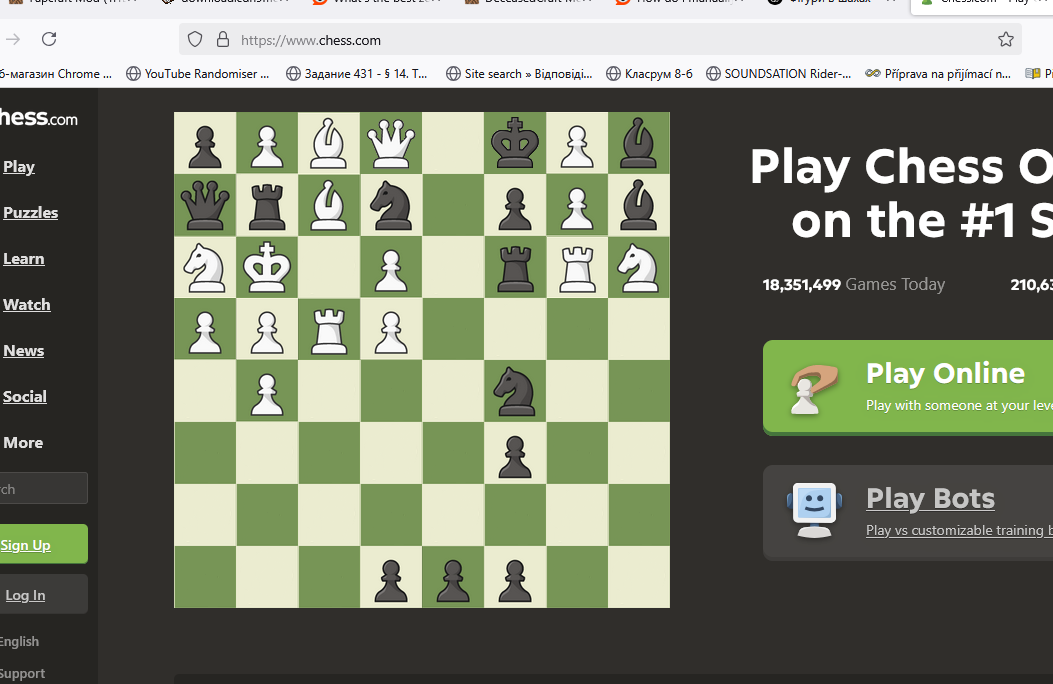 https://www.chess.com
б-магазин Chrome ...
YouTube Randomiser ...
Задание 431 - § 14. Т...
Site search » Відповіді...
Класрум 8-б
SOUNDSATION Rider-...
Příprava na přijímací n...
hess.com
Play
Puzzles
Learn
Watch
News
Social
More
rch
Sign Up
Log In
English
Support
Play Chess O
on the #1 S
18,351,499 Games Today
210,63
Play Online
Play with someone at your leve
Play Bots
Play vs customizable training b